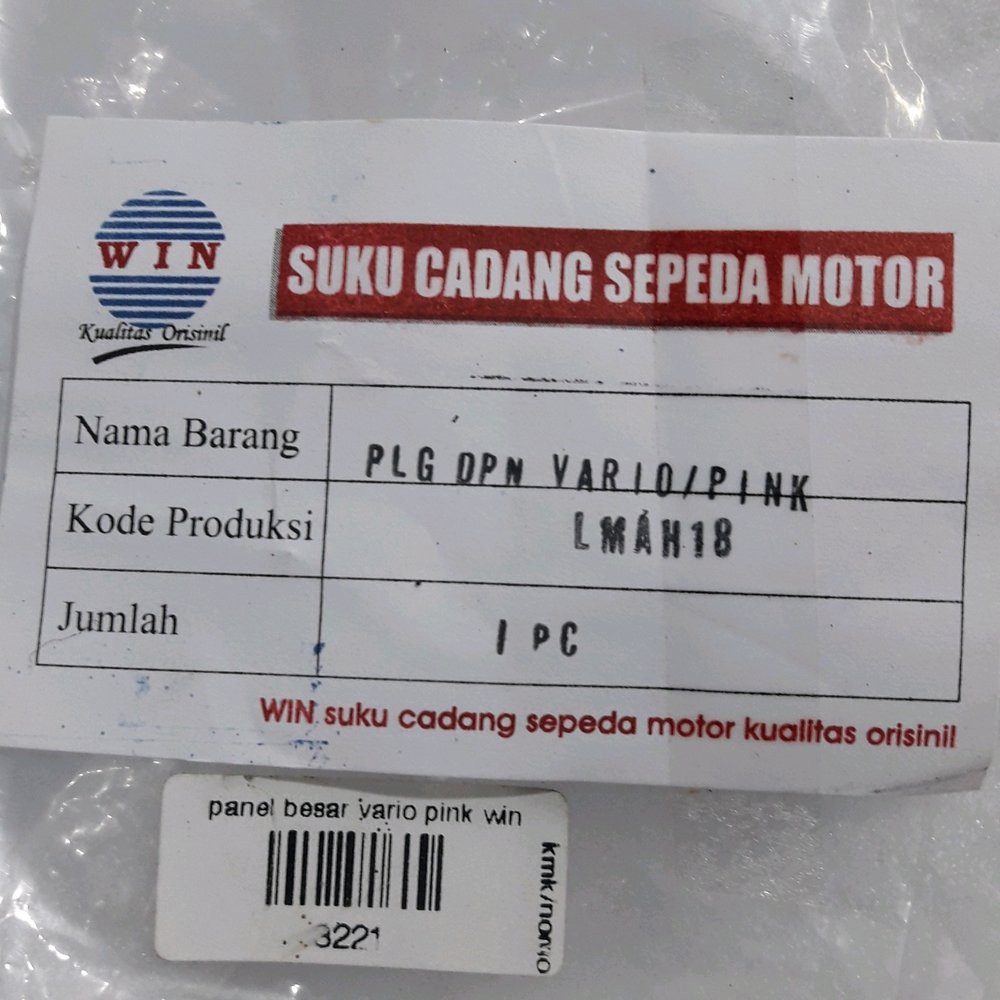 WIN
Kualitas Orisinil
SUKU CADANG SEPEDA MOTOR
Nama Barang
PLG DPN VARIO/PINK
Kode Produksi
LMAH18
Jumlah
1 PC
WIN suku cadang sepeda motor kualitas orisinil
panel besar vario pink win
3221